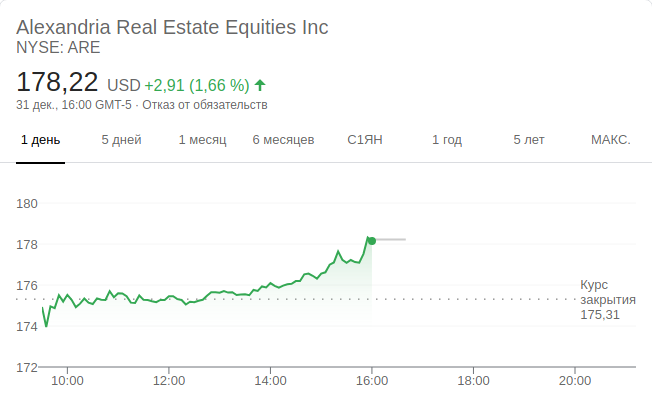 Alexandria Real Estate Equities Inc
NYSE: ARE
178,22 USD +2,91 (1,66 %)
31 дек., 16:00 GMT-5 · Отказ от обязательств
1 день 5 дней 1 месяц 6 месяцев С1ЯН 1 год 5 лет МАКС.
180
178
176
174
172
Курс
закрытия
175,31
10:00 12:00 14:00 16:00 18:00 20:00